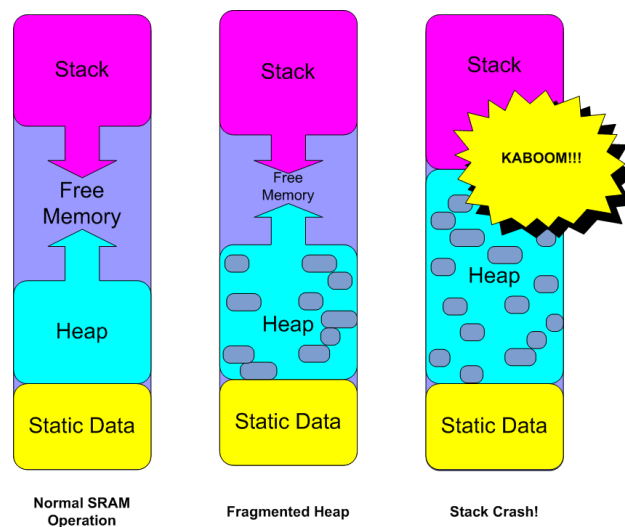 Stack
Free
Memory
Heap
Static Data
Normal SRAM
Operation
Stack
Free
Memory
Heap
Static Data
Fragmented Heap
Stack
KABOOM!!!
Heap
Static Data
Stack Crash!